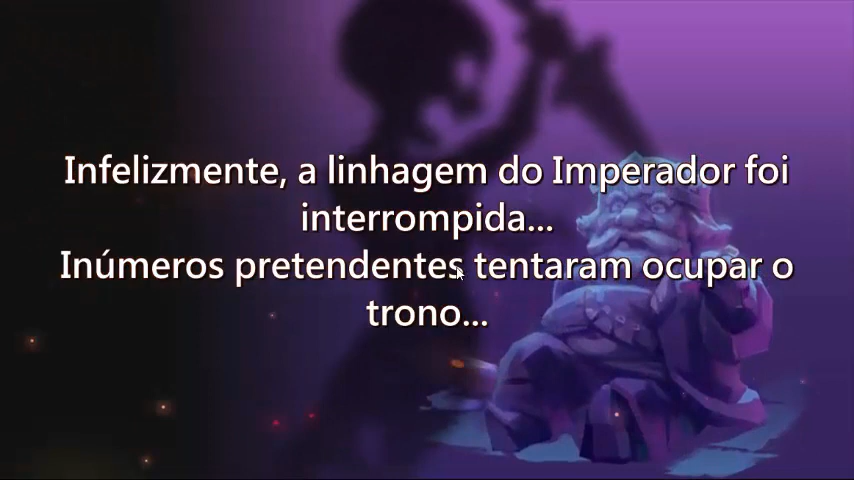 Infelizmente, a linhagem do Imperador foi
interrompida...
Inúmeros pretendentes tentaram ocupar o
trono...